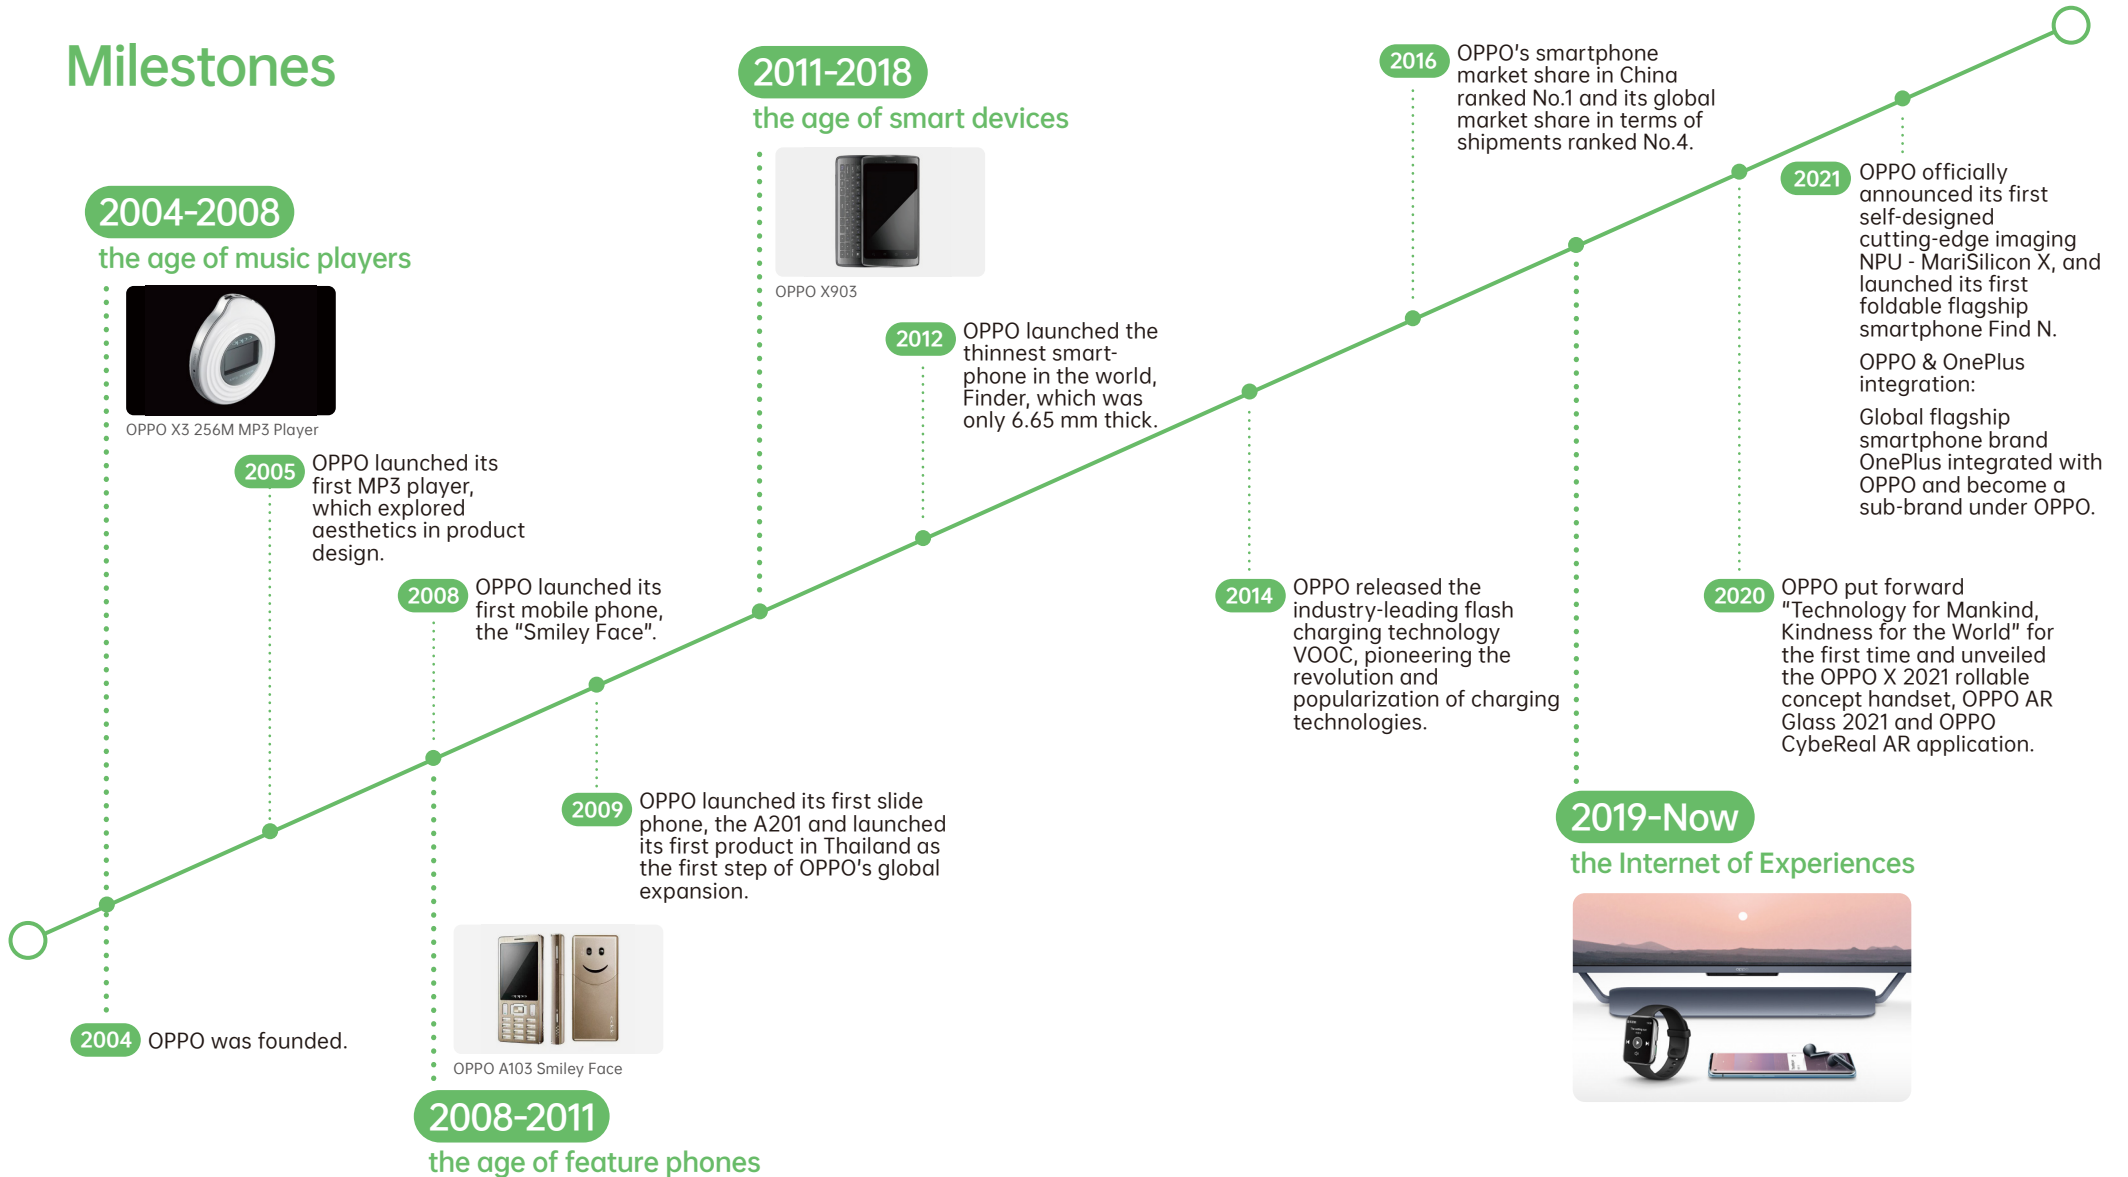 Milestones
2004-2008
the age of music players
OPPO X3 256M MP3 Player
2004
OPPO was founded.
2005
OPPO launched its
first MP3 player,
which explored
aesthetics in product
design.
2008
OPPO launched its
first mobile phone,
the "Smiley Face".
OPPO A103 Smiley Face
2008-2011
the age of feature phones
2009
OPPO launched its first slide
phone, the A201 and launched
its first product in Thailand as
the first step of OPPO's global
expansion.
2011-2018
the age of smart devices
OPPO X903
2012
OPPO launched the
thinnest smart-
phone in the world,
Finder, which was
only 6.65 mm thick.
2014
OPPO released the
industry-leading flash
charging technology
VOOC, pioneering the
revolution and
popularization of charging
technologies.
2016
OPPO's smartphone
market share in China
ranked No.1 and its global
market share in terms of
shipments ranked No.4.
2019-Now
the Internet of Experiences
2020
OPPO put forward
"Technology for Mankind,
Kindness for the World" for
the first time and unveiled
the OPPO X 2021 rollable
concept handset, OPPO AR
Glass 2021 and OPPO
CybeReal AR application.
2021
OPPO officially
announced its first
self-designed
cutting-edge imaging
NPU - MariSilicon X, and
launched its first
foldable flagship
smartphone Find N.
OPPO & OnePlus
integration:
Global flagship
smartphone brand
OnePlus integrated with
OPPO and become a
sub-brand under OPPO.